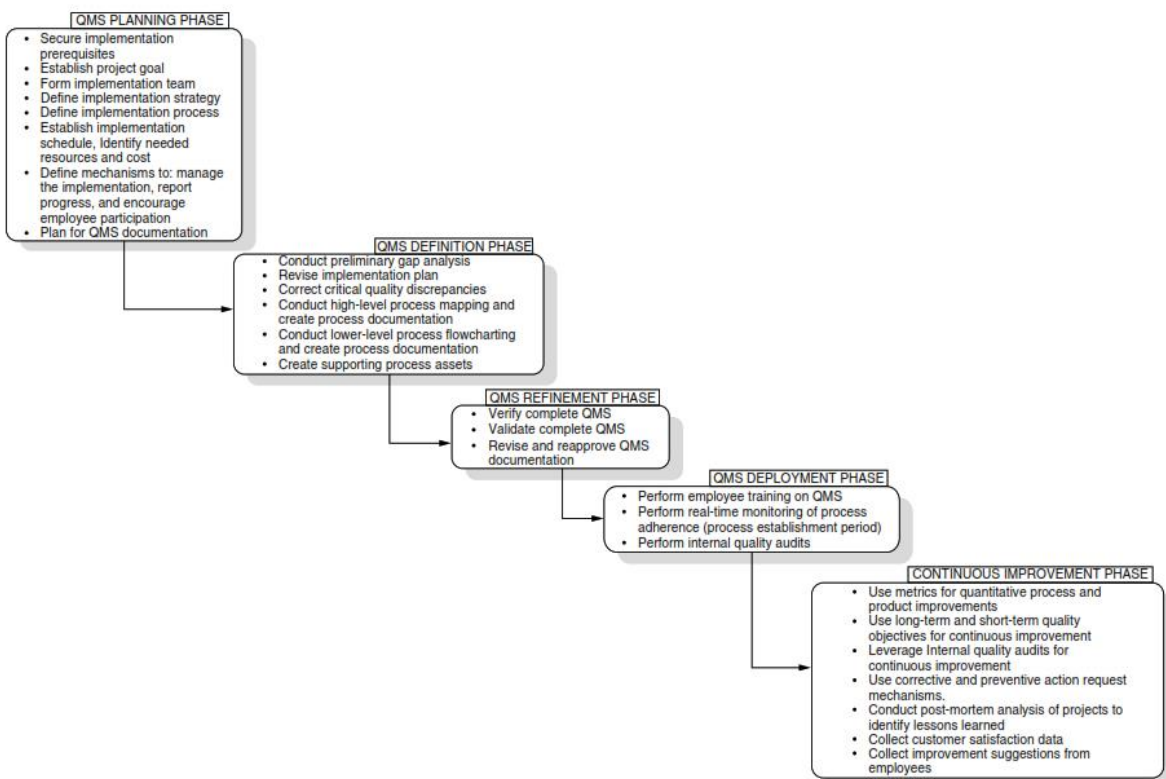 QMS PLANNING PHASE
• Secure implementation
prerequisites
• Establish project goal
• Form implementation team
• Define implementation strategy
• Define implementation process
• Establish implementation
schedule, Identify needed
resources and cost
• Define mechanisms to: manage
the implementation, report
progress, and encourage
employee participation
• Plan for QMS documentation
QMS DEFINITION PHASE
• Conduct preliminary gap analysis
• Revise implementation plan
• Correct critical quality discrepancies
• Conduct high-level process mapping and
create process documentation
• Conduct lower-level process flowcharting
and create process documentation
• Create supporting process assets
QMS REFINEMENT PHASE
• Verify complete QMS
• Validate complete QMS
• Revise and reapprove QMS
documentation
QMS DEPLOYMENT PHASE
• Perform employee training on QMS
• Perform real-time monitoring of process
adherence (process establishment period)
• Perform internal quality audits
CONTINUOUS IMPROVEMENT PHASE
• Use metrics for quantitative process and
product improvements
• Use long-term and short-term quality
objectives for continuous improvement
• Leverage Internal quality audits for
continuous improvement
• Use corrective and preventive action request
mechanisms.
• Conduct post-mortem analysis of projects to
identify lessons learned
• Collect customer satisfaction data
• Collect improvement suggestions from
employees